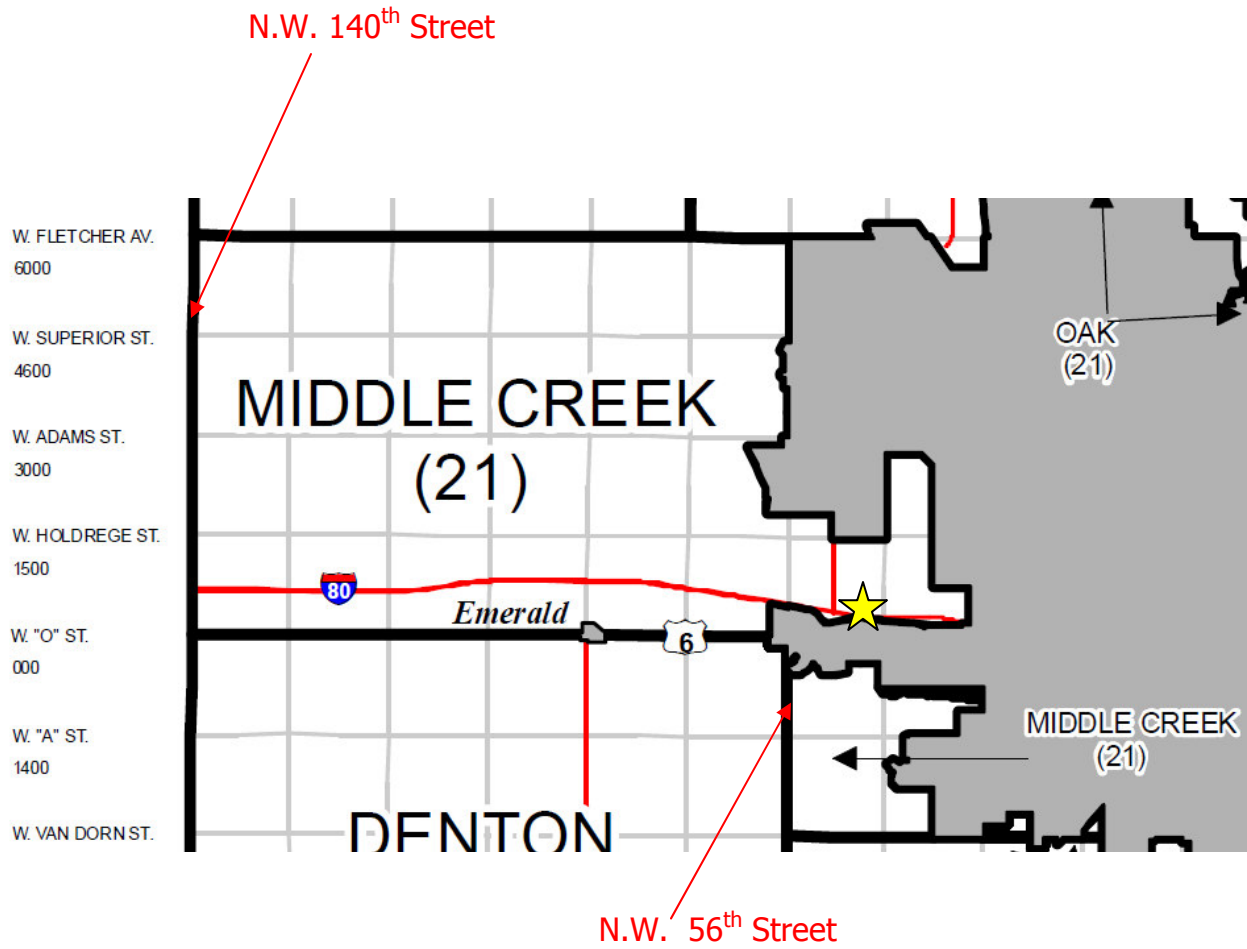 N.W. 140th Street
W. FLETCHER AV.
6000
W. SUPERIOR ST.
4600
OAK
(21)
MIDDLE CREEK
(21)
W. ADAMS ST.
3000
W. HOLDREGE ST.
1500
80
Emerald
W. "O" ST.
000
6
W. "A" ST.
1400
MIDDLE CREEK
(21)
W. VAN DORN ST.
DENTON
N.W. 56th Street